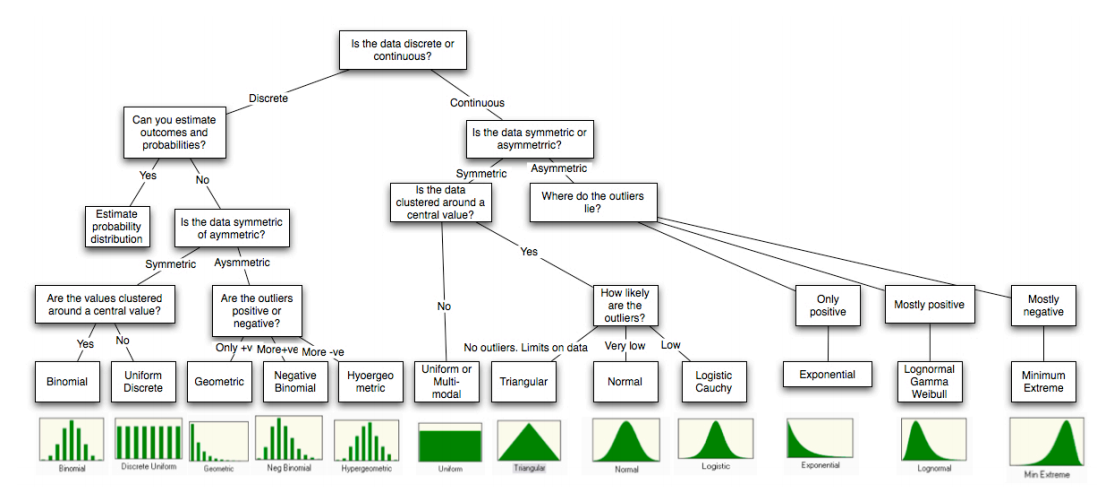 Is the data discrete or
continuous?
Discrete
Continuous
Can you estimate
outcomes and
probabilities?
Is the data symmetric or
asymmetrric?
Yes
No
Symmetric
Asymmetric
Estimate
probability
distribution
Is the data symmetric
of aymmetric?
Is the data
clustered around a
central value?
Where do the outliers
lie?
Symmetric
Aysmmetric
No
Yes
Are the values clustered
around a central value?
Are the outliers
positive or
negative?
How likely
are the
outliers?
Only
positive
Mostly positive
Mostly
negative
Yes
No
Only +v
More+ve
More -ve
No outliers. Limits on data
Very low
Low
Binomial
Uniform
Discrete
Geometric
Negative
Binomial
Hyoergeo
metric
Uniform or
Multi-
modal
Triangular
Normal
Logistic
Cauchy
Exponential
Lognormal
Gamma
Weibull
Minimum
Extreme
Binomial
Discrete Uniform
Geometric
Neg Binomial
Hypergeometric
Uniform
Triangular
Normal
Logistic
Exponential
Lognormal
Min Extreme